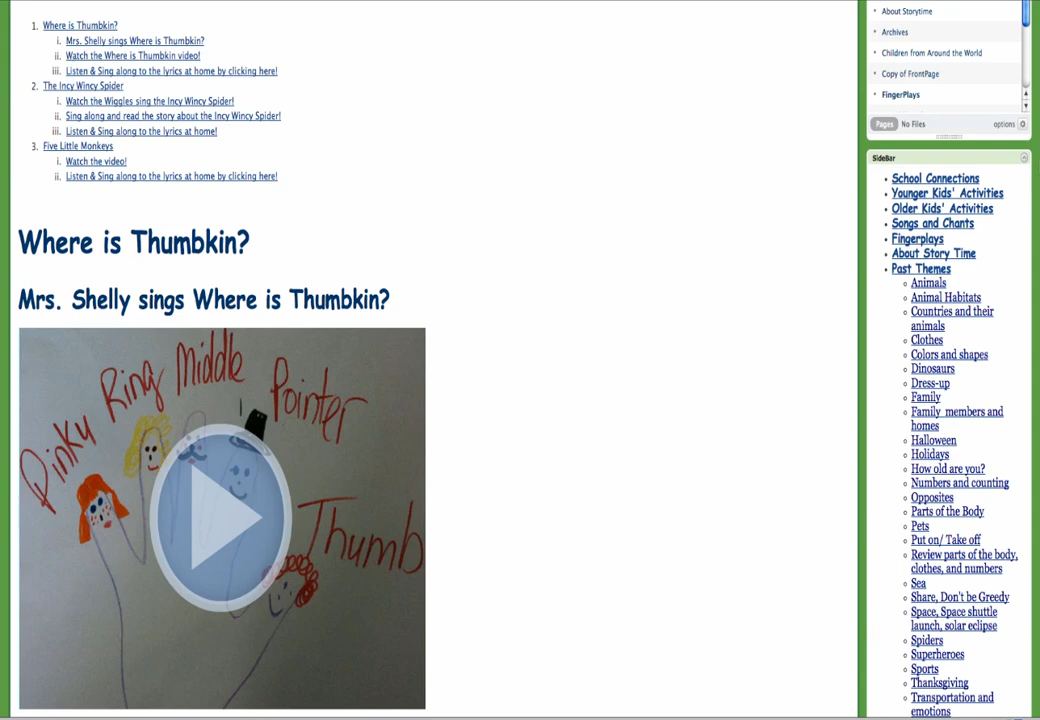 1. Where is Thumbkin?
i. Mrs. Shelly sings Where is Thumbkin?
ii. Watch the Where is Thumbkin video!
iii. Listen & Sing along to the lyrics at home by clicking here!
2. The Incy Wincy Spider
i. Watch the Wiggles sing the Incy Wincy Spider!
ii. Sing along and read the story about the Incy Wincy Spider!
iii. Listen & Sing along to the lyrics at home!
3. Five Little Monkeys
i. Watch the video!
ii. Listen & Sing along to the lyrics at home by clicking here!
Where is Thumbkin?
Mrs. Shelly sings Where is Thumbkin?
Pinky Ring Middle Pointer
Thumb
About Storytime
Archives
Children from Around the World
Copy of FrontPage
FingerPlays
Pages No Files options
SideBar
School Connections
Younger Kids' Activities
Older Kids' Activities
Songs and Chants
Fingerplays
About Story Time
Past Themes
Animals
Animal Habitats
Countries and their
animals
Clothes
Colors and shapes
Dinosaurs
Dress-up
Family
Family members and
homes
Halloween
Holidays
How old are you?
Numbers and counting
Opposites
Parts of the Body
Pets
Put on/ Take off
Review parts of the body,
clothes, and numbers
Sea
Share, Don't be Greedy
Space, Space shuttle
launch, solar eclipse
Spiders
Superheroes
Sports
Thanksgiving
Transportation and
emotions